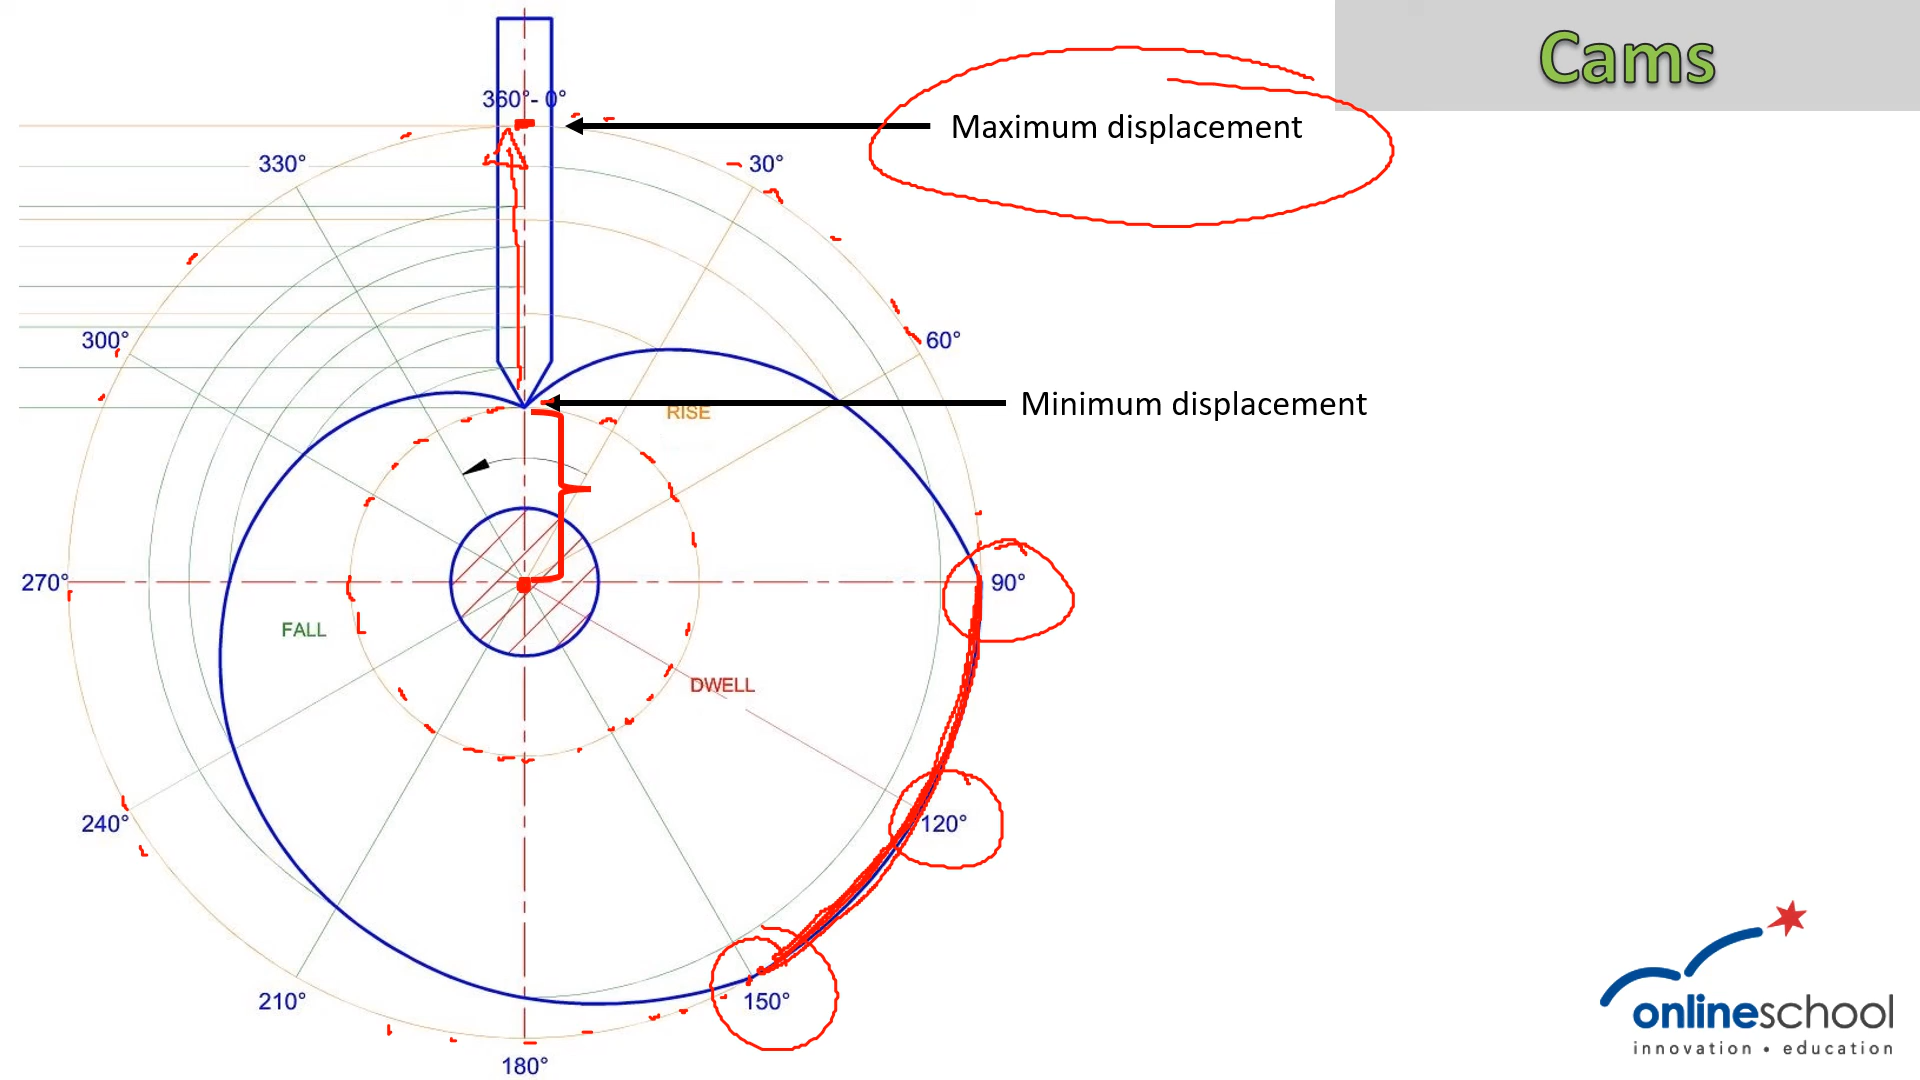 Cams
360°- 0°
Maximum displacement
330°
30°
300°
60°
Minimum displacement
RISE
270°
90°
FALL
DWELL
240°
120°
210°
150°
180°
onlineschool
innovation • education